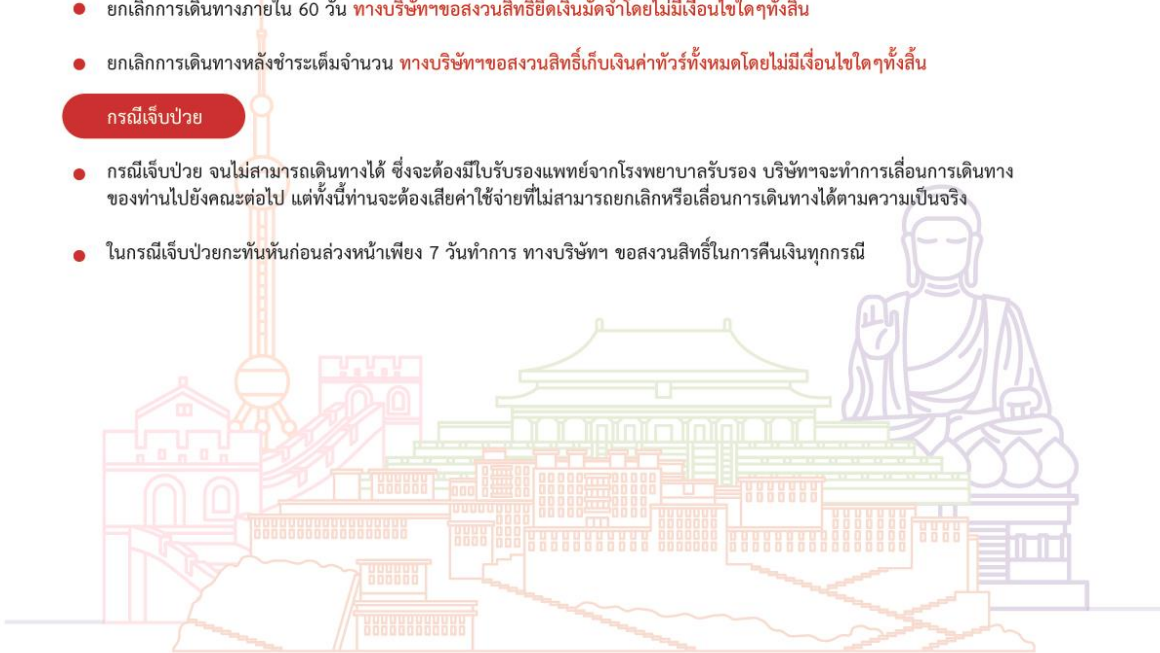 ยกเลิกการเดินทางภายใน 60 วัน ทางบริษัทฯขอสงวนสิทธิ์ยึดเงินมัดจำโดยไม่มีเงื่อนไขใดๆทั้งสิ้น
ยกเลิกการเดินทางหลังชำระเต็มจำนวน ทางบริษัทฯขอสงวนสิทธิ์เก็บเงินค่าทัวร์ทั้งหมดโดยไม่มีเงื่อนไขใดๆทั้งสิ้น
กรณีเจ็บป่วย
กรณีเจ็บป่วย จนไม่สามารถเดินทางได้ ซึ่งจะต้องมีใบรับรองแพทย์จากโรงพยาบาลรับรอง บริษัทฯจะทำการเลื่อนการเดินทาง
ของท่านไปยังคณะต่อไป แต่ทั้งนี้ท่านจะต้องเสียค่าใช้จ่ายที่ไม่สามารถยกเลิกหรือเลื่อนการเดินทางได้ตามความเป็นจริง
ในกรณีเจ็บป่วยกะทันหันก่อนล่วงหน้าเพียง 7 วันทำการ ทางบริษัทฯ ขอสงวนสิทธิ์ในการคืนเงินทุกกรณี